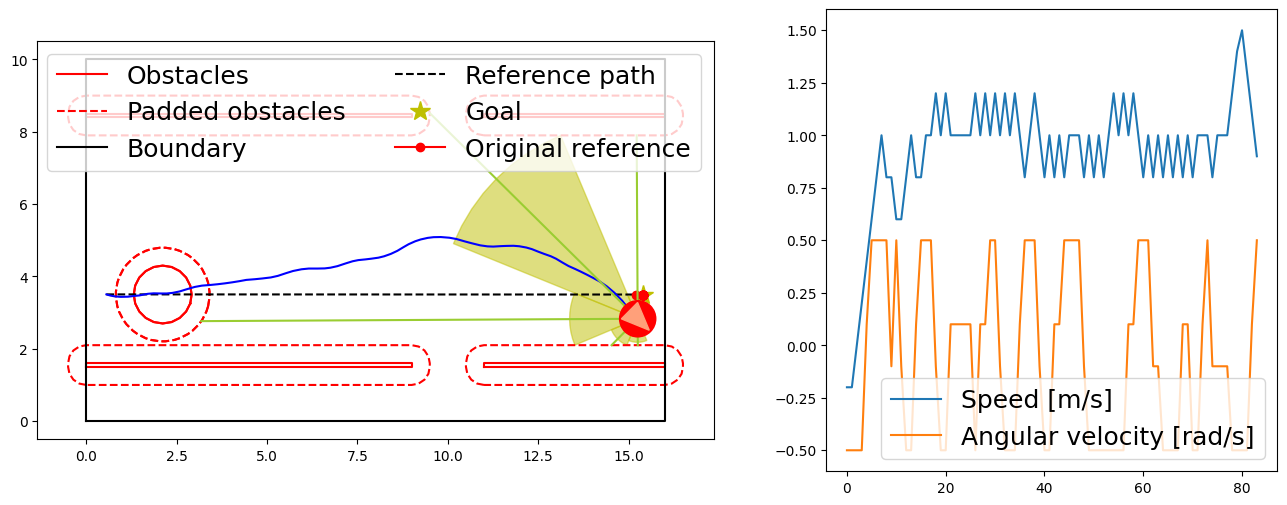 Obstacles
Padded obstacles
Boundary
Reference path
Goal
Original reference
10
8
6
4
2
0
0.0 2.5 5.0 7.5 10.0 12.5 15.0
1.50
1.25
1.00
0.75
0.50
0.25
0.00
−0.25
−0.50
Speed [m/s]
Angular velocity [rad/s]
0 20 40 60 80